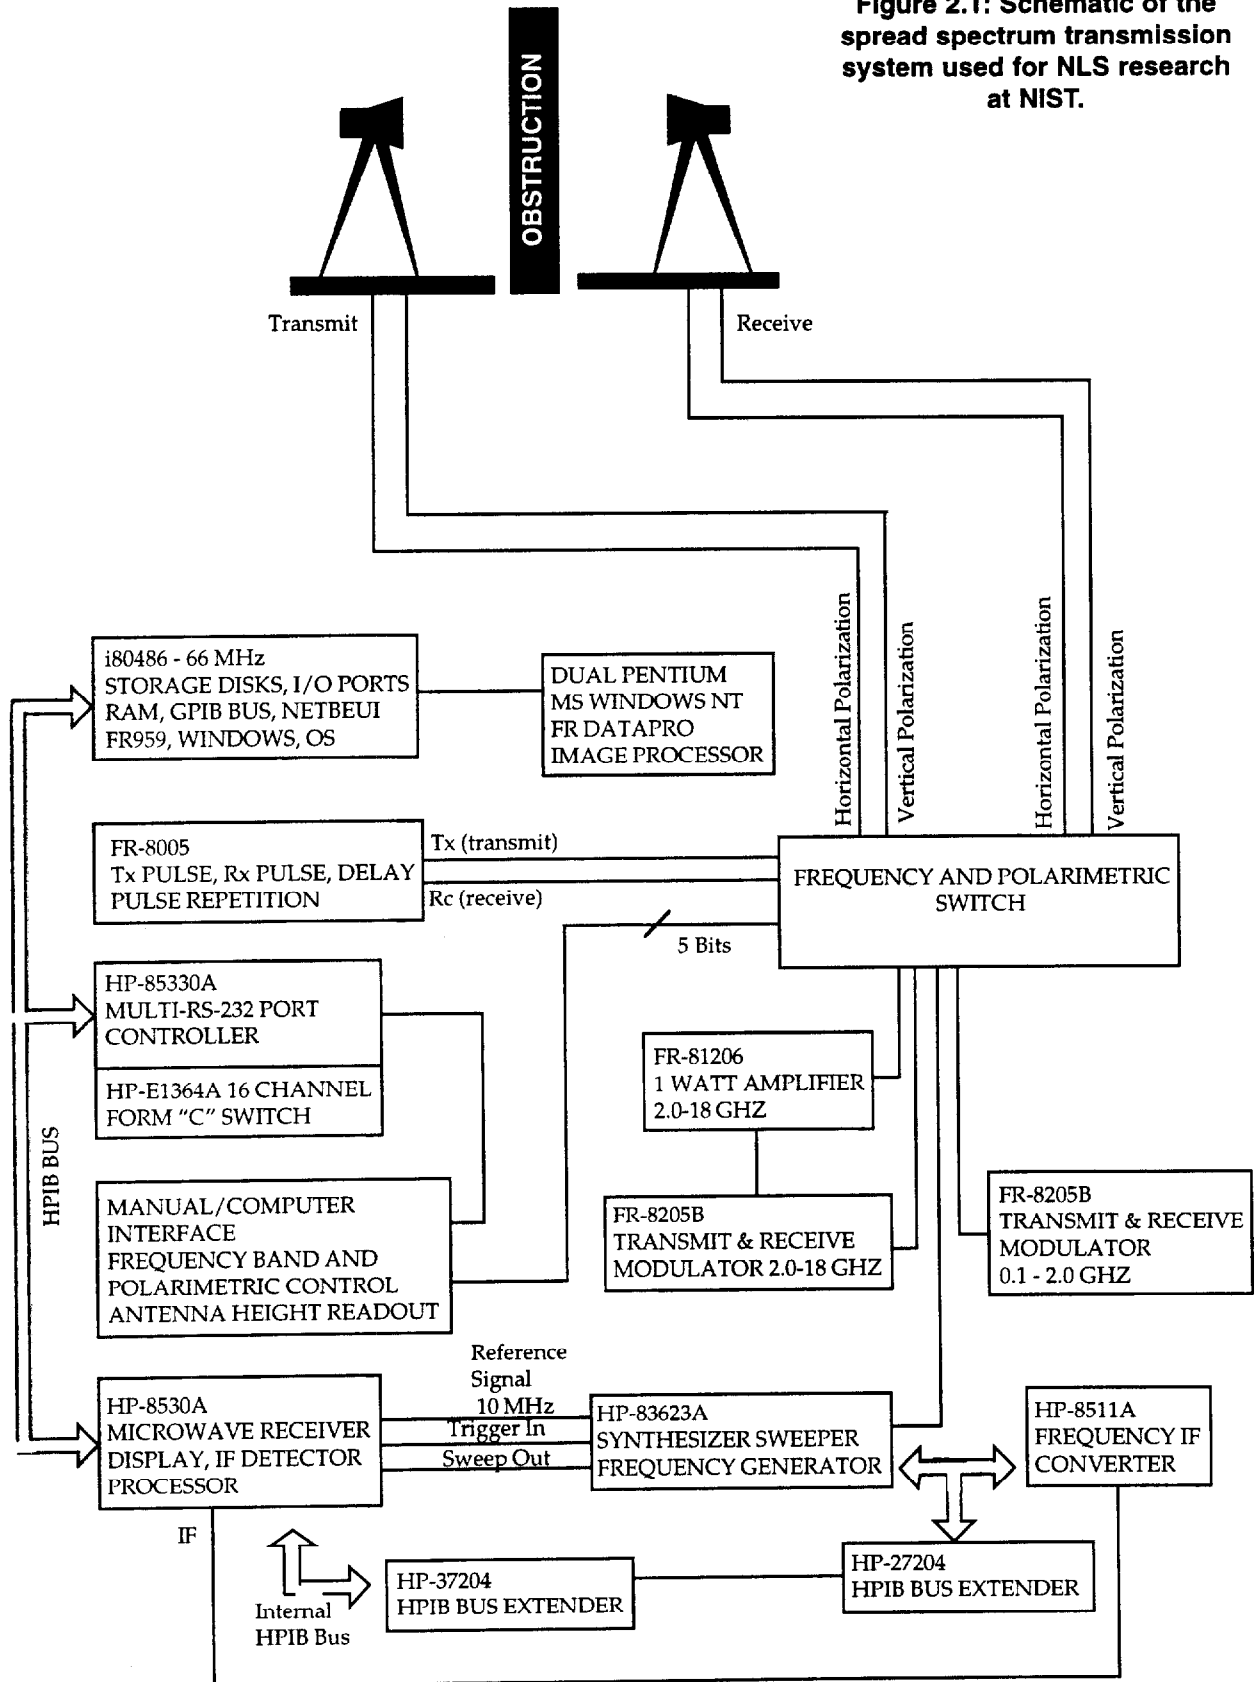 Figure 2.1: Schematic of the
spread spectrum transmission
system used for NLS research
at NIST.
OBSTRUCTION
Transmit
Receive
Horizontal Polarization
Vertical Polarization
Horizontal Polarization
Vertical Polarization
i80486 - 66 MHz
STORAGE DISKS, I/O PORTS
RAM, GPIB BUS, NETBEUI
FR959, WINDOWS, OS
DUAL PENTIUM
MS WINDOWS NT
FR DATAPRO
IMAGE PROCESSOR
FR-8005
Tx PULSE, Rx PULSE, DELAY
PULSE REPETITION
Tx (transmit)
Rc (receive)
FREQUENCY AND POLARIMETRIC
SWITCH
5 Bits
HP-85330A
MULTI-RS-232 PORT
CONTROLLER
HP-E1364A 16 CHANNEL
FORM "C" SWITCH
HPIB BUS
FR-81206
1 WATT AMPLIFIER
2.0-18 GHZ
MANUAL/COMPUTER
INTERFACE
FREQUENCY BAND AND
POLARIMETRIC CONTROL
ANTENNA HEIGHT READOUT
FR-8205B
TRANSMIT & RECEIVE
MODULATOR 2.0-18 GHZ
FR-8205B
TRANSMIT & RECEIVE
MODULATOR
0.1 - 2.0 GHZ
HP-8530A
MICROWAVE RECEIVER
DISPLAY, IF DETECTOR
PROCESSOR
Reference
Signal
10 MHz
Trigger In
Sweep Out
HP-83623A
SYNTHESIZER SWEEPER
FREQUENCY GENERATOR
HP-8511A
FREQUENCY IF
CONVERTER
IF
Internal
HPIB Bus
HP-37204
HPIB BUS EXTENDER
HP-27204
HPIB BUS EXTENDER